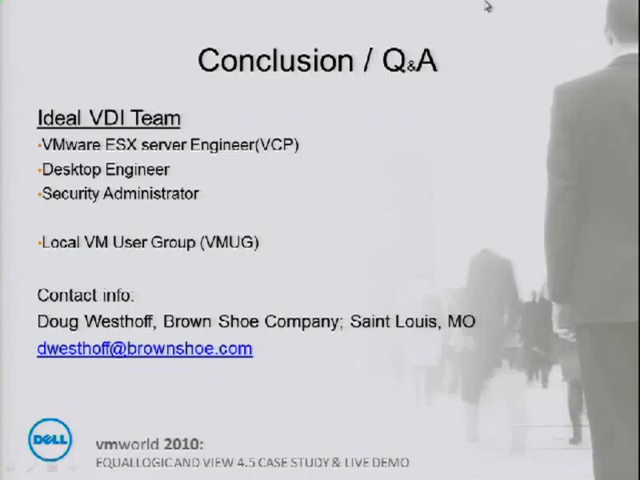 Conclusion / Q&A
Ideal VDI Team
•VMware ESX server Engineer(VCP)
•Desktop Engineer
•Security Administrator
•Local VM User Group (VMUG)
Contact info:
Doug Westhoff, Brown Shoe Company; Saint Louis, MO
dwesthoff@brownshoe.com
DELL
vmworld 2010:
EQUALLOGIC AND VIEW 4.5 CASE STUDY & LIVE DEMO